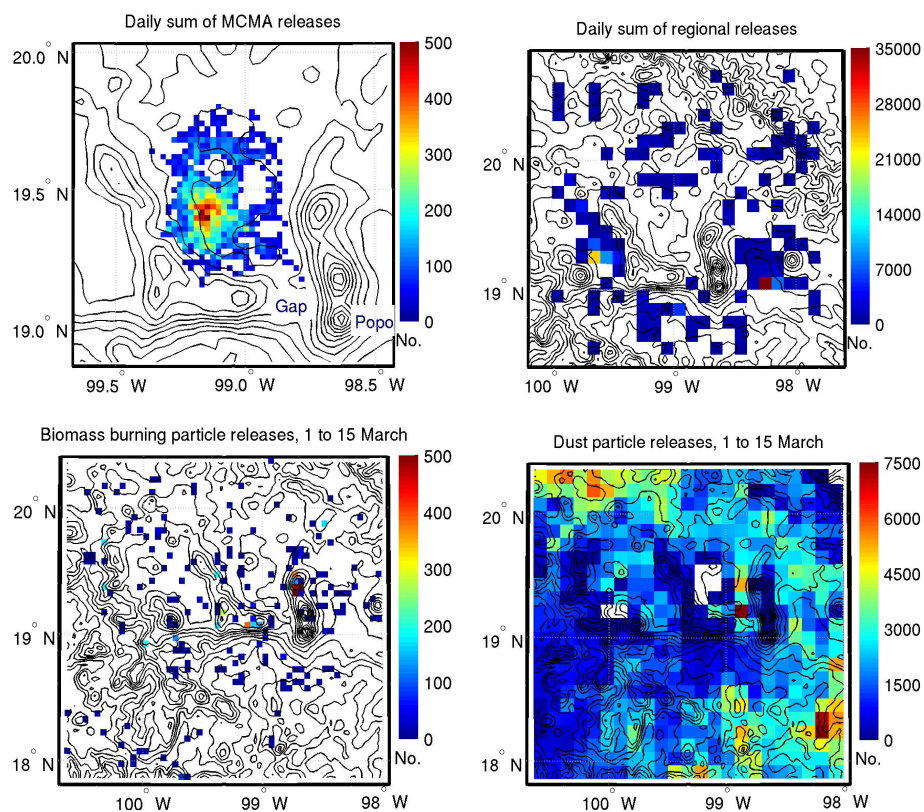 Daily sum of MCMA releases
20.0° N
19.5 N
19.0° N
99.5° W
99.0° W
98.5° W
Gap
Popo
500
400
300
200
100
0
No.
Daily sum of regional releases
20° N
19° N
100° W
99° W
98° W
35000
28000
21000
14000
7000
0
No.
Biomass burning particle releases, 1 to 15 March
20° N
19° N
18° N
100° W
99° W
98° W
500
400
300
200
100
0
No.
Dust particle releases, 1 to 15 March
20° N
19° N
18° N
100° W
99° W
98° W
7500
6000
4500
3000
1500
0
No.